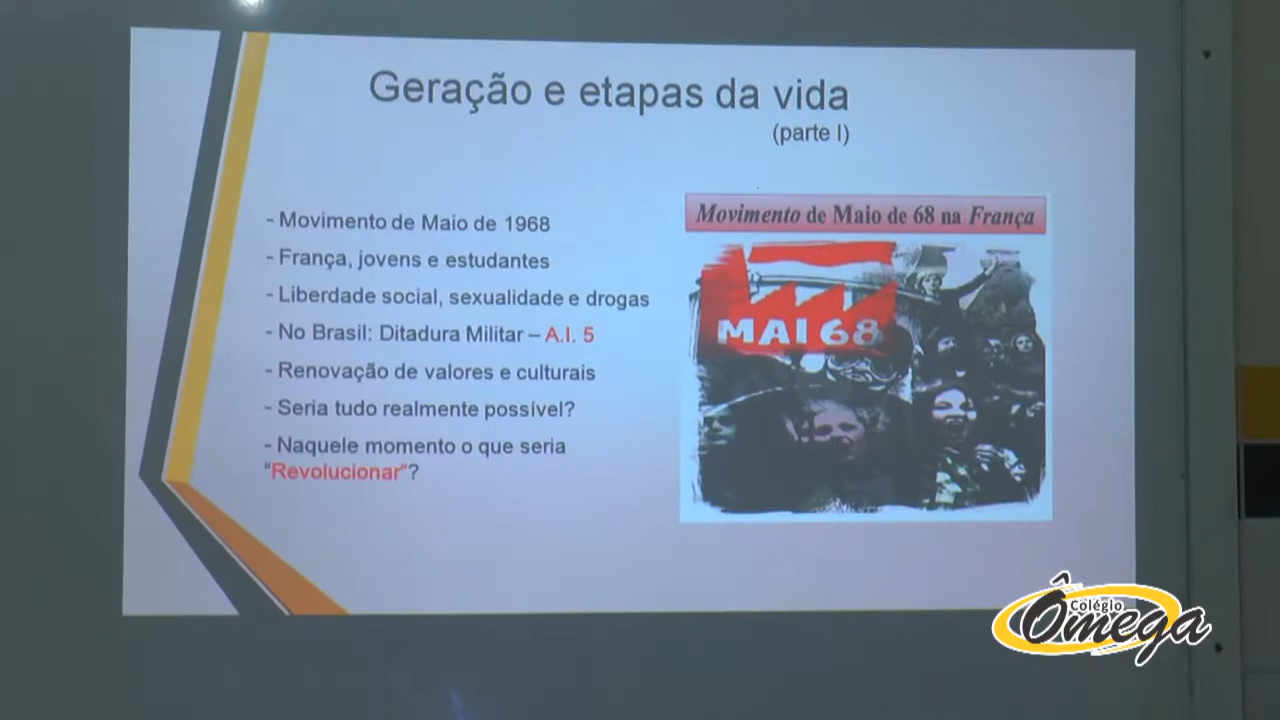 Geração e etapas da vida
(parte I)
- Movimento de Maio de 1968
- França, jovens e estudantes
- Liberdade social, sexualidade e drogas
- No Brasil: Ditadura Militar – A.I. 5
- Renovação de valores e culturais
- Seria tudo realmente possível?
- Naquele momento o que seria
"Revolucionar"?
Movimento de Maio de 68 na França
MAI 68
Colégio
Ômega